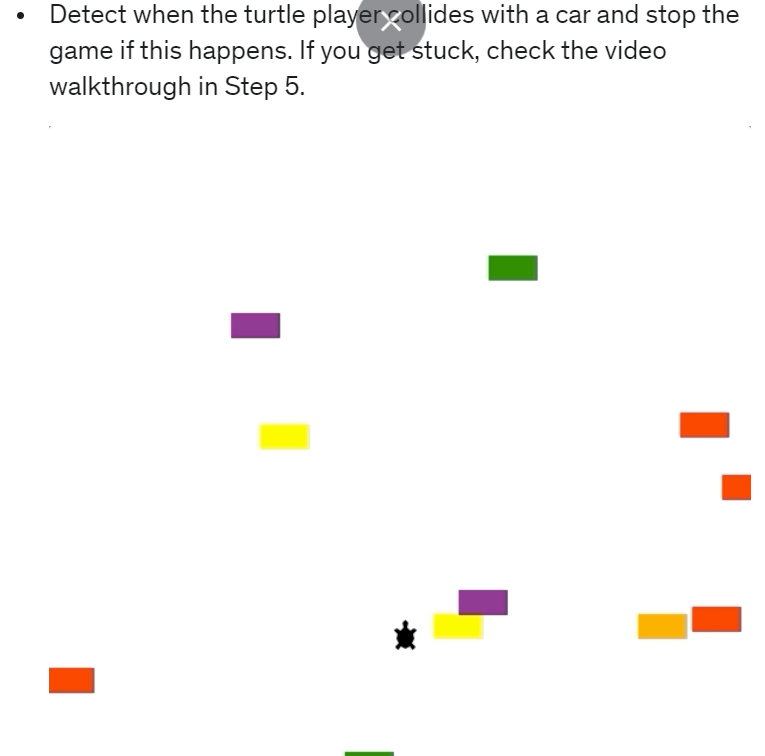 • Detect when the turtle player collides with a car and stop the
game if this happens. If you get stuck, check the video
walkthrough in Step 5.